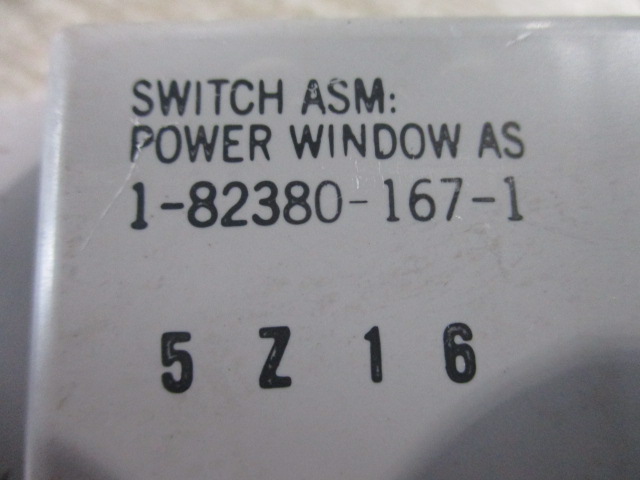 SWITCH ASM:
POWER WINDOW AS
1-82380-167-1
5 Z 1 6